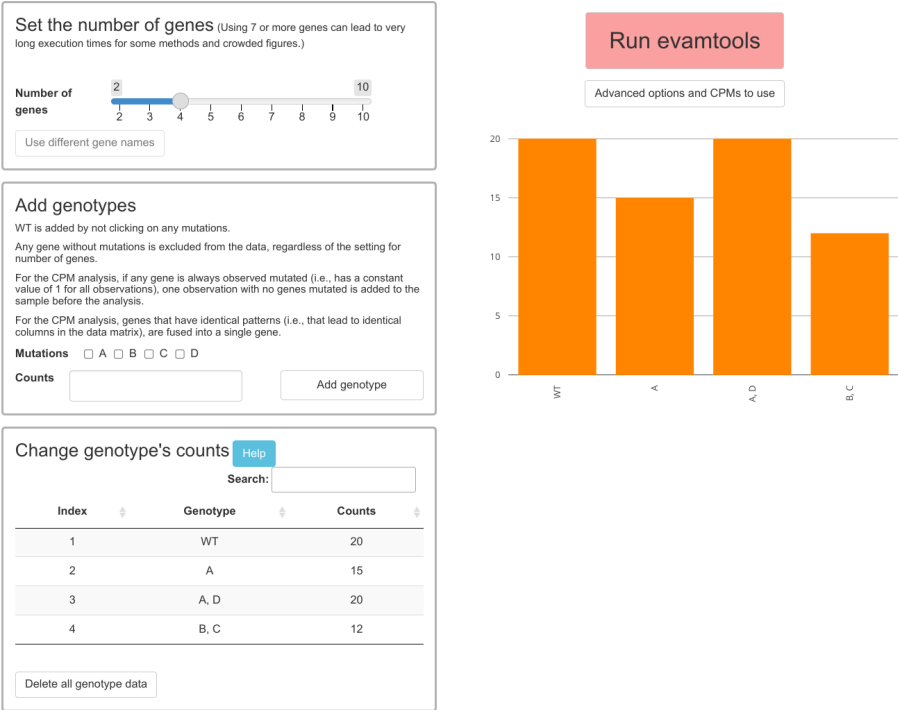 Set the number of genes (Using 7 or more genes can lead to very
long execution times for some methods and crowded figures.)
Number of
genes
2 10
2 3 4 5 6 7 8 9 10
Use different gene names
Add genotypes
WT is added by not clicking on any mutations.
Any gene without mutations is excluded from the data, regardless of the setting for
number of genes.
For the CPM analysis, if any gene is always observed mutated (i.e., has a constant
value of 1 for all observations), one observation with no genes mutated is added to the
sample before the analysis.
For the CPM analysis, genes that have identical patterns (i.e., that lead to identical
columns in the data matrix), are fused into a single gene.
Mutations A B C D
Counts
Add genotype
Change genotype's counts Help
Search:
Index Genotype Counts
1 WT 20
2 A 15
3 A, D 20
4 B, C 12
Delete all genotype data
Run evamtools
Advanced options and CPMs to use
20
15
10
5
0
WT A A, D B, C